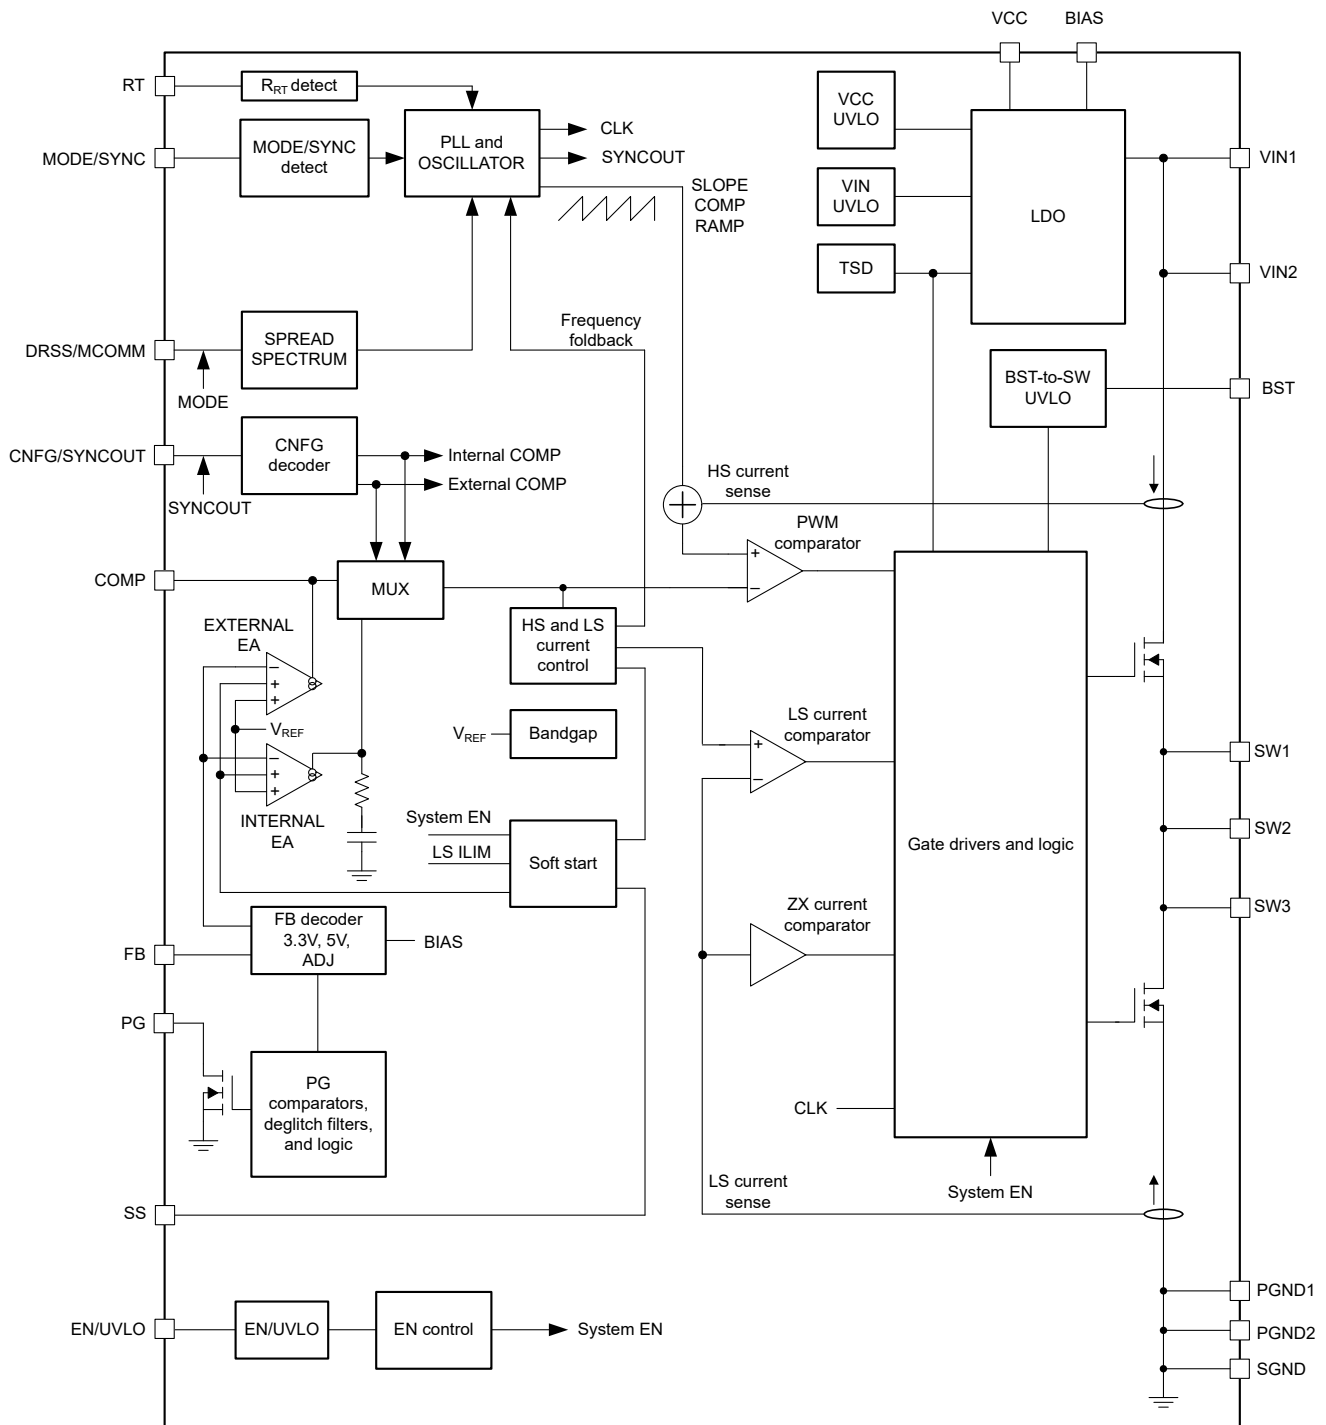 VCC
BIAS
RT
RRT detect
VCC
UVLO
PLL and
OSCILLATOR
CLK
SYNCOUT
MODE/SYNC
MODE/SYNC
detect
VIN1
SLOPE
COMP
RAMP
VIN
UVLO
LDO
TSD
VIN2
Frequency
foldback
DRSS/MCOMM
SPREAD
SPECTRUM
MODE
BST-to-SW
UVLO
BST
CNFG/SYNCOUT
CNFG
decoder
Internal COMP
External COMP
SYNCOUT
HS current
sense
+
PWM
comparator
+
−
COMP
MUX
EXTERNAL
EA
−
+
+
HS and LS
current
control
VREF
VREF
Bandgap
LS current
comparator
+
−
SW1
−
+
+
INTERNAL
EA
System EN
LS ILIM
Soft start
SW2
Gate drivers and logic
ZX current
comparator
SW3
FB decoder
3.3V, 5V,
ADJ
BIAS
FB
PG
PG
comparators,
deglitch filters,
and logic
CLK
System EN
LS current
sense
SS
PGND1
EN/UVLO
EN/UVLO
EN control
System EN
PGND2
SGND